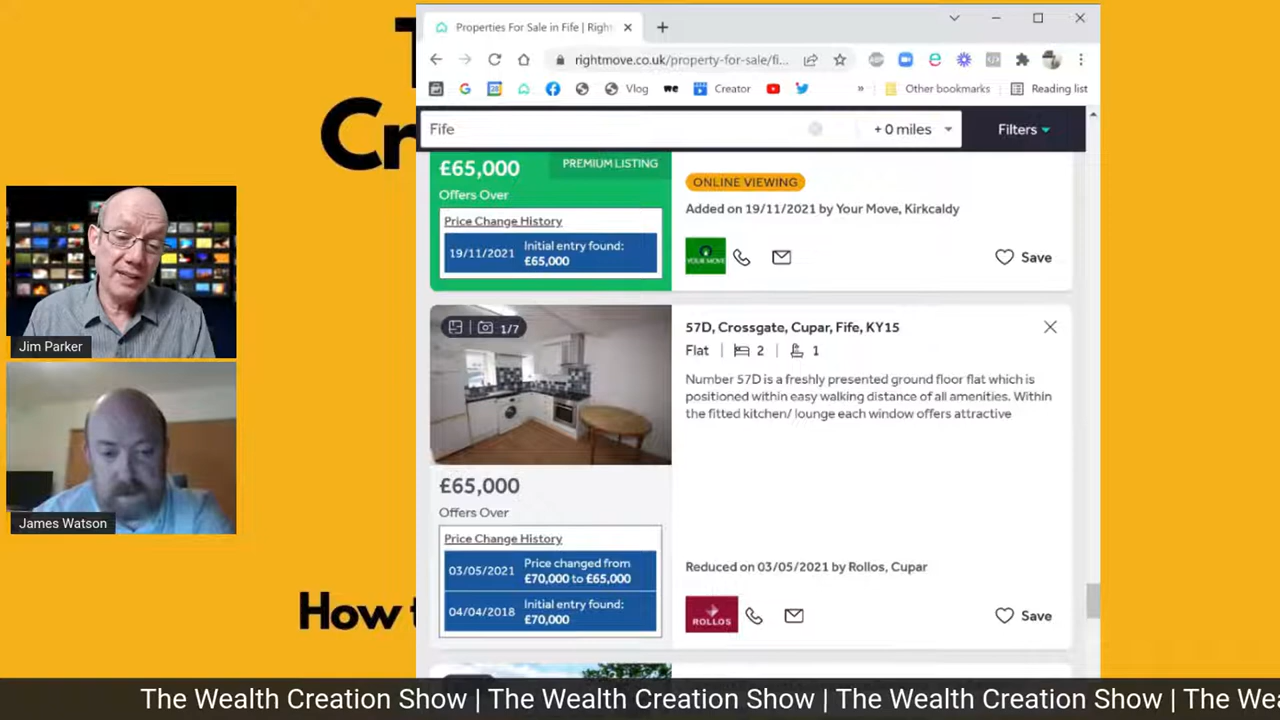 Properties For Sale in Fife | Right
rightmove.co.uk/property-for-sale/fi...
Vlog
Creator
»
Other bookmarks
Reading list
Fife
+ 0 miles
Filters
£65,000
PREMIUM LISTING
Offers Over
Price Change History
19/11/2021
Initial entry found:
£65,000
ONLINE VIEWING
Added on 19/11/2021 by Your Move, Kirkcaldy
YOUR MOVE
Save
1/7
57D, Crossgate, Cupar, Fife, KY15
Flat | 2 | 1
Number 57D is a freshly presented ground floor flat which is
positioned within easy walking distance of all amenities. Within
the fitted kitchen/ lounge each window offers attractive
£65,000
Offers Over
Price Change History
03/05/2021
Price changed from
£70,000 to £65,000
04/04/2018
Initial entry found:
£70,000
Reduced on 03/05/2021 by Rollos, Cupar
ROLLOS
Save
Jim Parker
James Watson
Cr
How
The Wealth Creation Show | The Wealth Creation Show | The Wealth Creation Show | The Wea